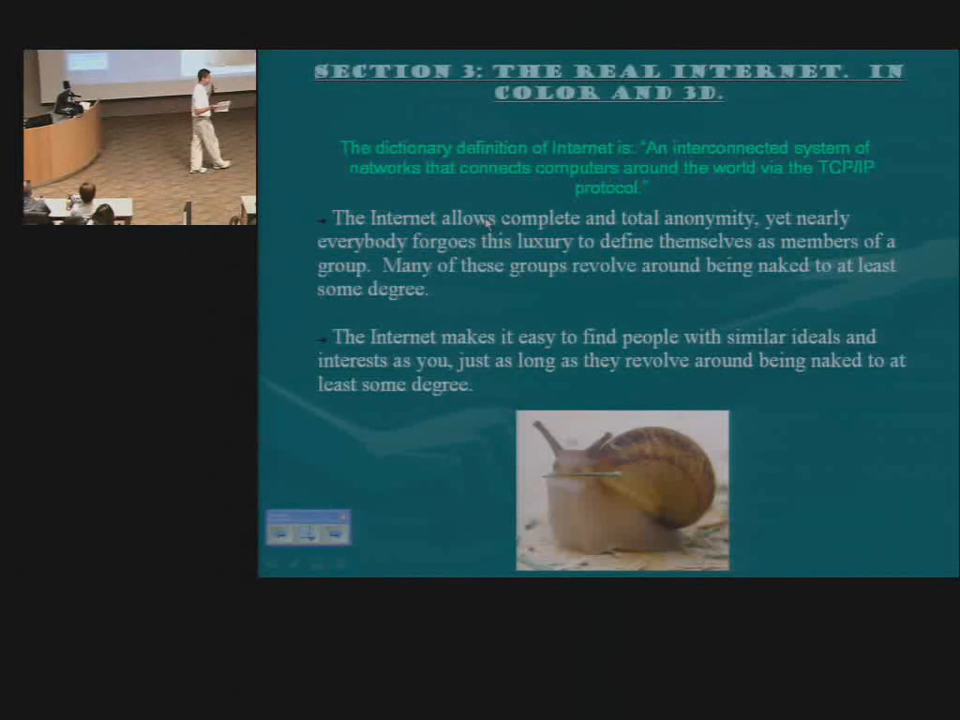 SECTION 3: THE REAL INTERNET. IN
COLOR AND 3D.
The dictionary definition of Internet is: "An interconnected system of
networks that connects computers around the world via the TCP/IP
protocol."
The Internet allows complete and total anonymity, yet nearly
everybody forgoes this luxury to define themselves as members of a
group. Many of these groups revolve around being naked to at least
some degree.
The Internet makes it easy to find people with similar ideals and
interests as you, just as long as they revolve around being naked to at
least some degree.